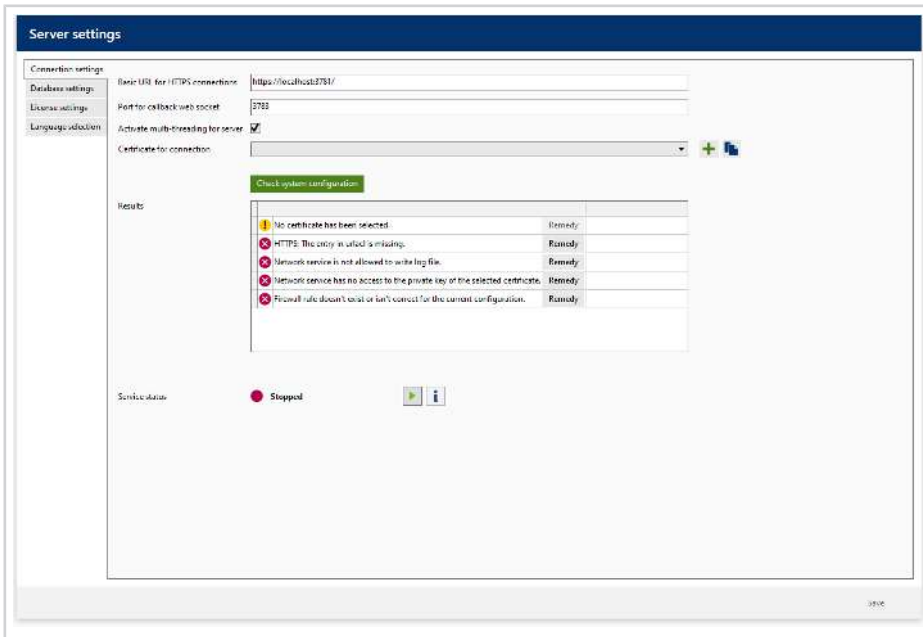 Server settings
Connection settings
Database settings
License settings
Language selection
Basic URL for HTTPS connections
https://localhost:3781/
Port for callback web socket
3783
Activate multi-threading for server
Certificate for connection
Check system configuration
Results
No certificate has been selected
Remedy
HTTPS: The entry in urlacl is missing.
Remedy
Network service is not allowed to write log file.
Remedy
Network service has no access to the private key of the selected certificate.
Remedy
Firewall rule doesn't exist or isn't correct for the current configuration.
Remedy
Service status
Stopped
Save